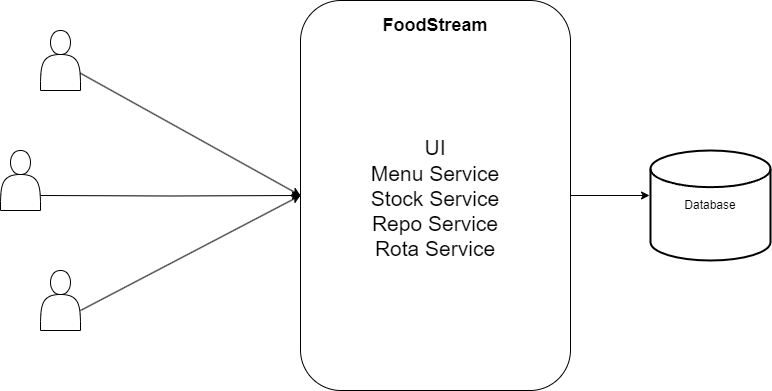 FoodStream
UI
Menu Service
Stock Service
Repo Service
Rota Service
Database